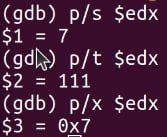 (gdb) p/s $edx
$1 = 7
(gdb) p/t $edx
$2 = 111
(gdb) p/x $edx
$3 = 0x7